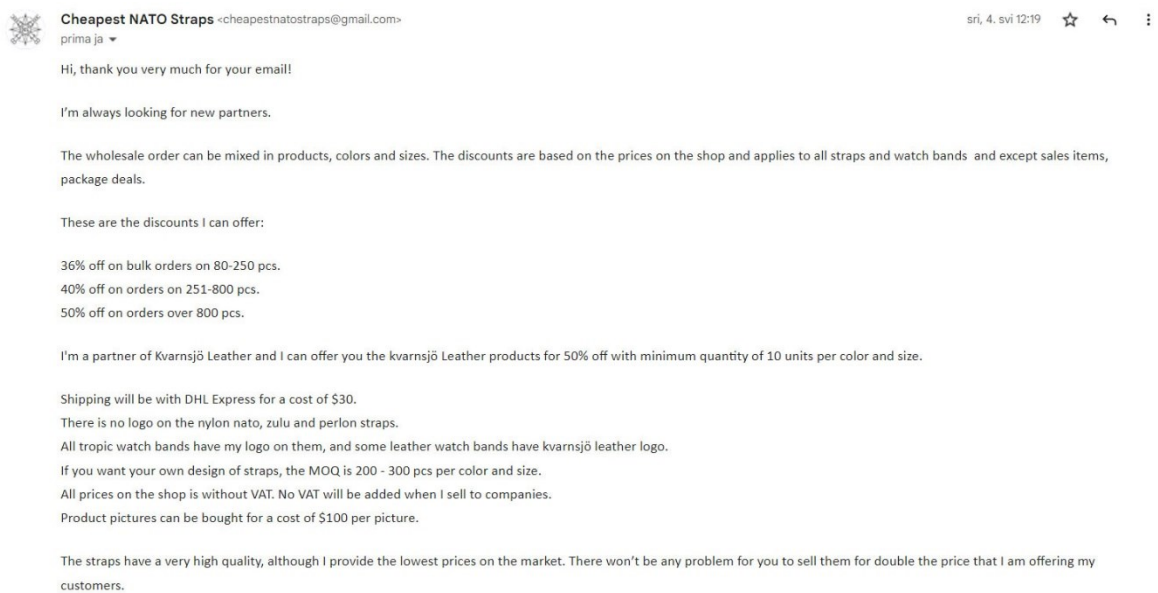 Cheapest NATO Straps <cheapestnatostraps@gmail.com>
sri, 4. svi 12:19
prima ja
Hi, thank you very much for your email!
I'm always looking for new partners.
The wholesale order can be mixed in products, colors and sizes. The discounts are based on the prices on the shop and applies to all straps and watch bands and except sales items,
package deals.
These are the discounts I can offer:
36% off on bulk orders on 80-250 pcs.
40% off on orders on 251-800 pcs.
50% off on orders over 800 pcs.
I'm a partner of Kvarnsjö Leather and I can offer you the kvarnsjö Leather products for 50% off with minimum quantity of 10 units per color and size.
Shipping will be with DHL Express for a cost of $30.
There is no logo on the nylon nato, zulu and perlon straps.
All tropic watch bands have my logo on them, and some leather watch bands have kvarnsjö leather logo.
If you want your own design of straps, the MOQ is 200 - 300 pcs per color and size.
All prices on the shop is without VAT. No VAT will be added when I sell to companies.
Product pictures can be bought for a cost of $100 per picture.
The straps have a very high quality, although I provide the lowest prices on the market. There won't be any problem for you to sell them for double the price that I am offering my
customers.